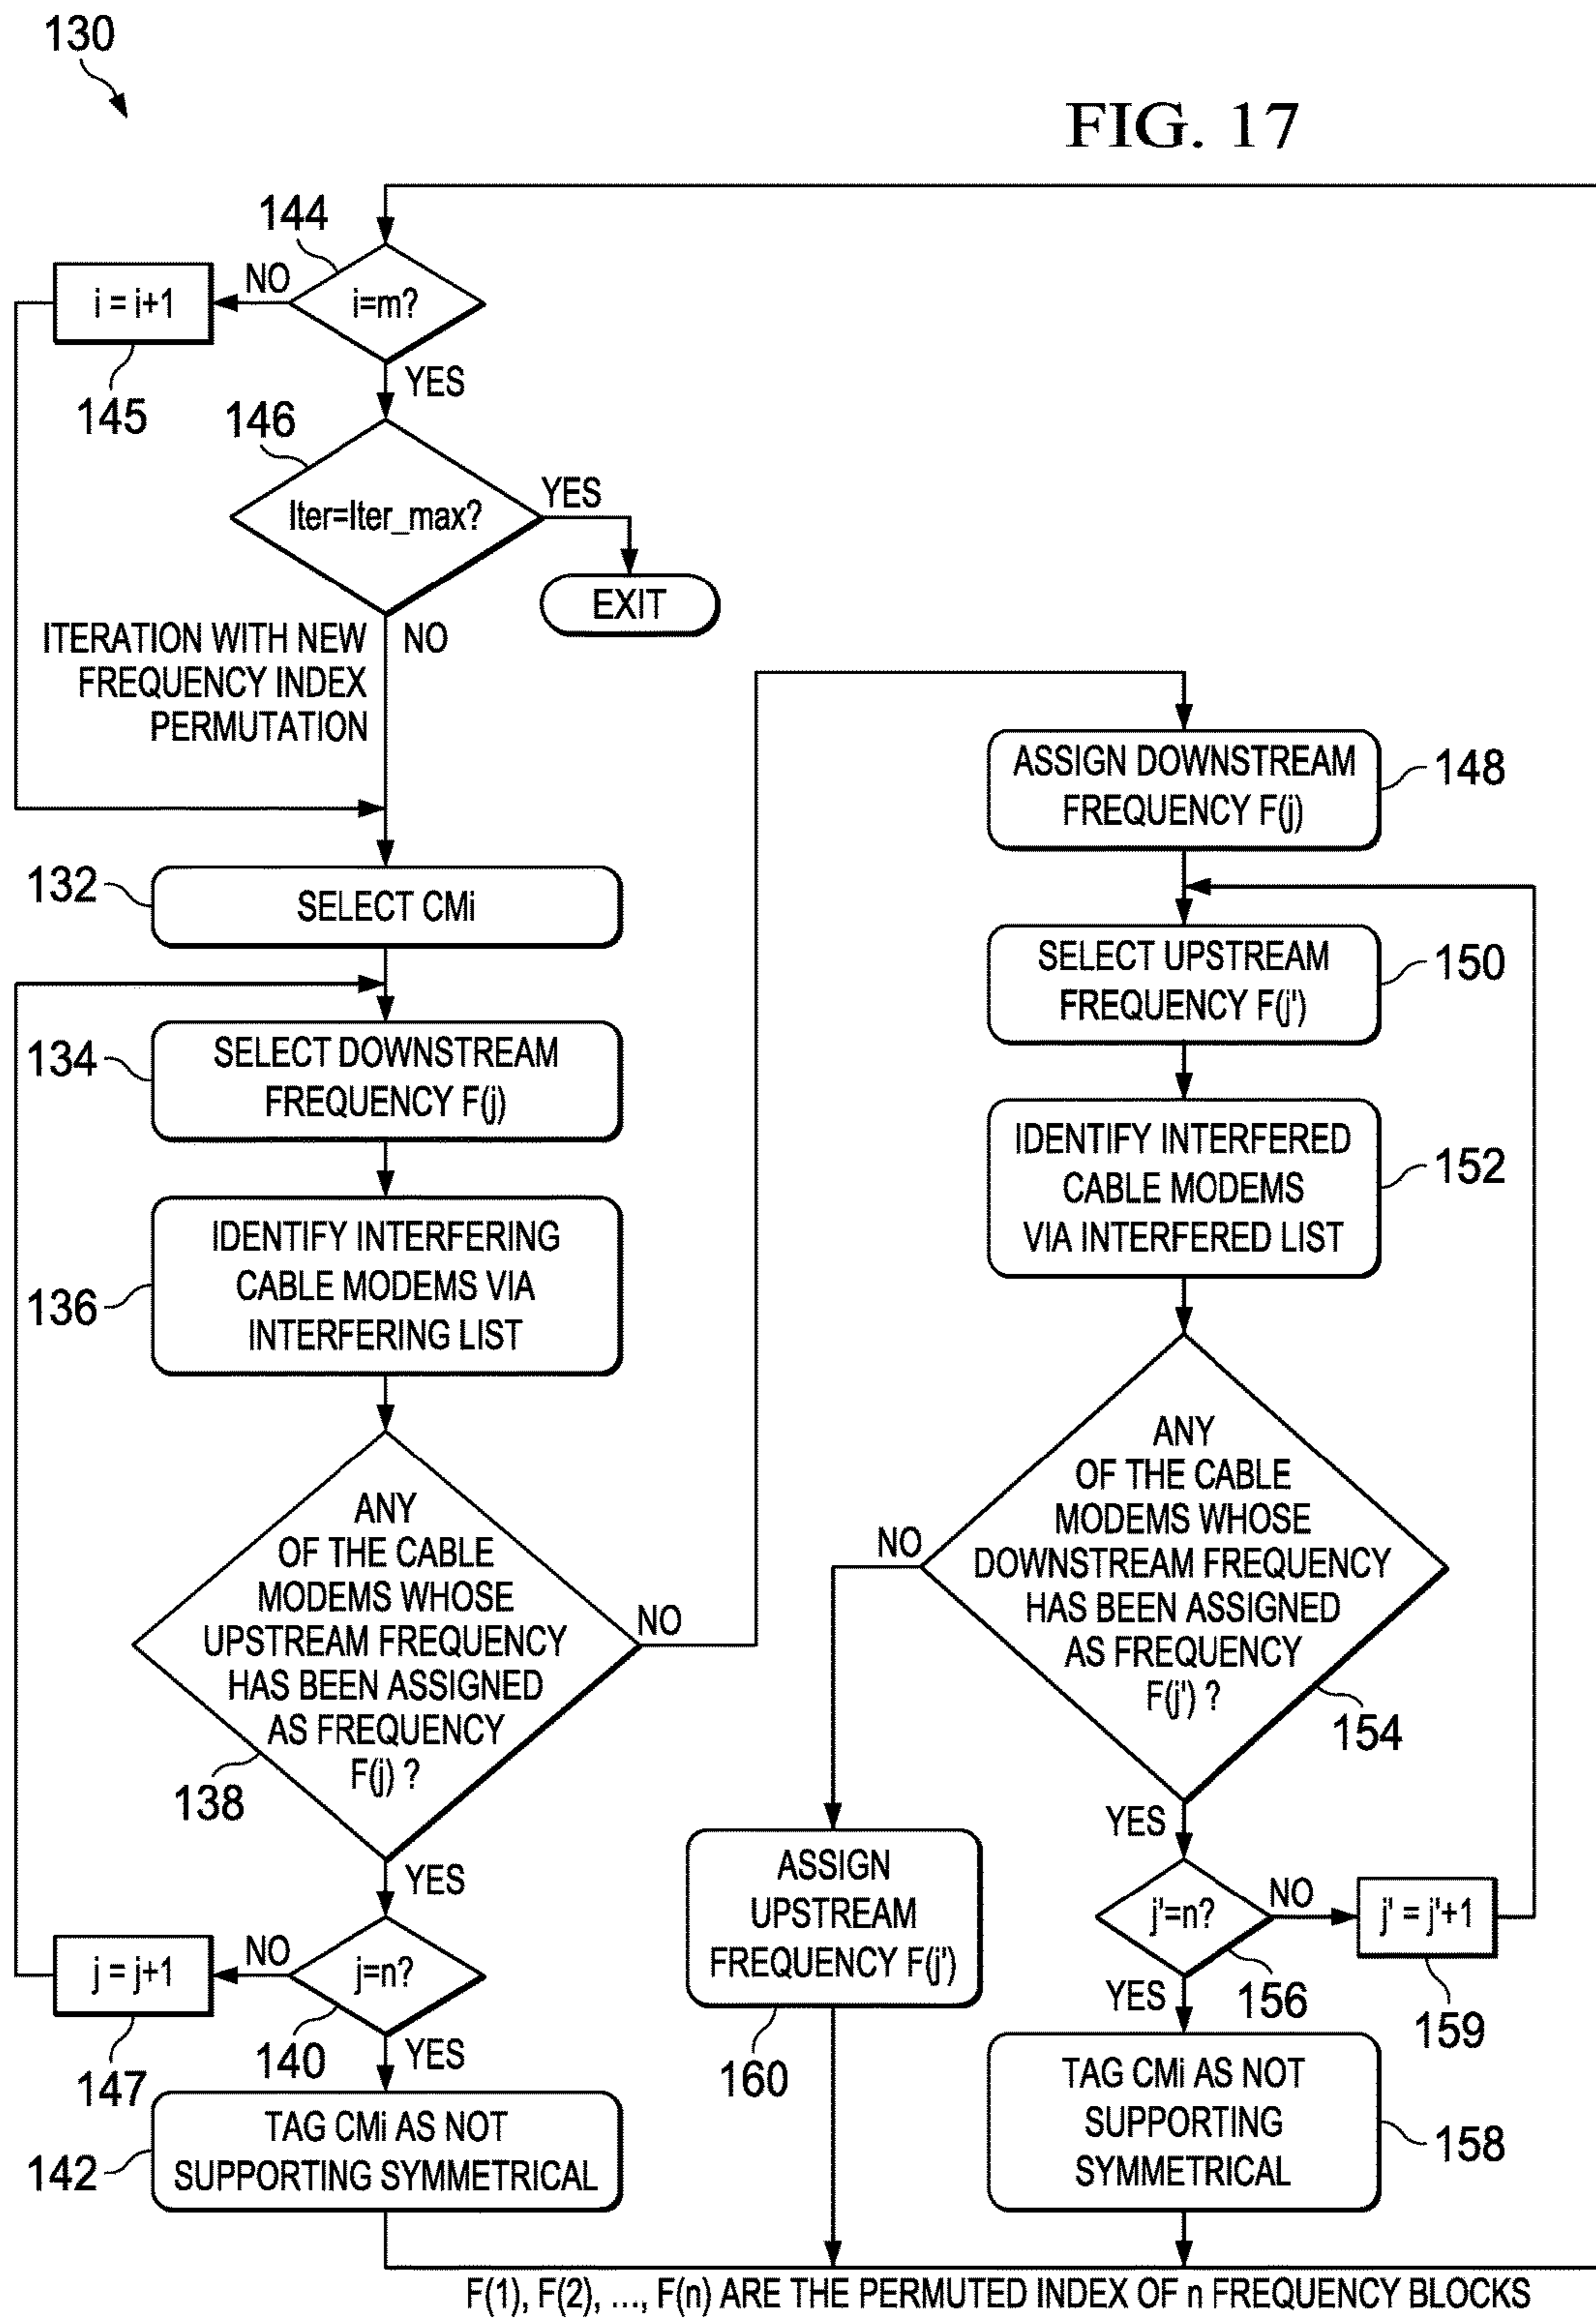 130
FIG. 17
144
NO
i = i+1
i=m?
145
YES
146
Iter=Iter_max?
YES
EXIT
ITERATION WITH NEW
FREQUENCY INDEX
PERMUTATION
NO
132
SELECT CMi
134
SELECT DOWNSTREAM
FREQUENCY F(j)
136
IDENTIFY INTERFERING
CABLE MODEMS VIA
INTERFERING LIST
ANY
OF THE CABLE
MODEMS WHOSE
UPSTREAM FREQUENCY
HAS BEEN ASSIGNED
AS FREQUENCY
F(j) ?
138
NO
YES
j=n?
NO
j = j+1
147
140
YES
142
TAG CMi AS NOT
SUPPORTING SYMMETRICAL
ASSIGN DOWNSTREAM
FREQUENCY F(j)
148
SELECT UPSTREAM
FREQUENCY F(j')
150
IDENTIFY INTERFERED
CABLE MODEMS
VIA INTERFERED LIST
152
ANY
OF THE CABLE
MODEMS WHOSE
DOWNSTREAM FREQUENCY
HAS BEEN ASSIGNED
AS FREQUENCY
F(j') ?
154
NO
ASSIGN
UPSTREAM
FREQUENCY F(j')
160
YES
j'=n?
NO
j' = j'+1
159
156
YES
TAG CMi AS NOT
SUPPORTING
SYMMETRICAL
158
F(1), F(2), ..., F(n) ARE THE PERMUTED INDEX OF n FREQUENCY BLOCKS